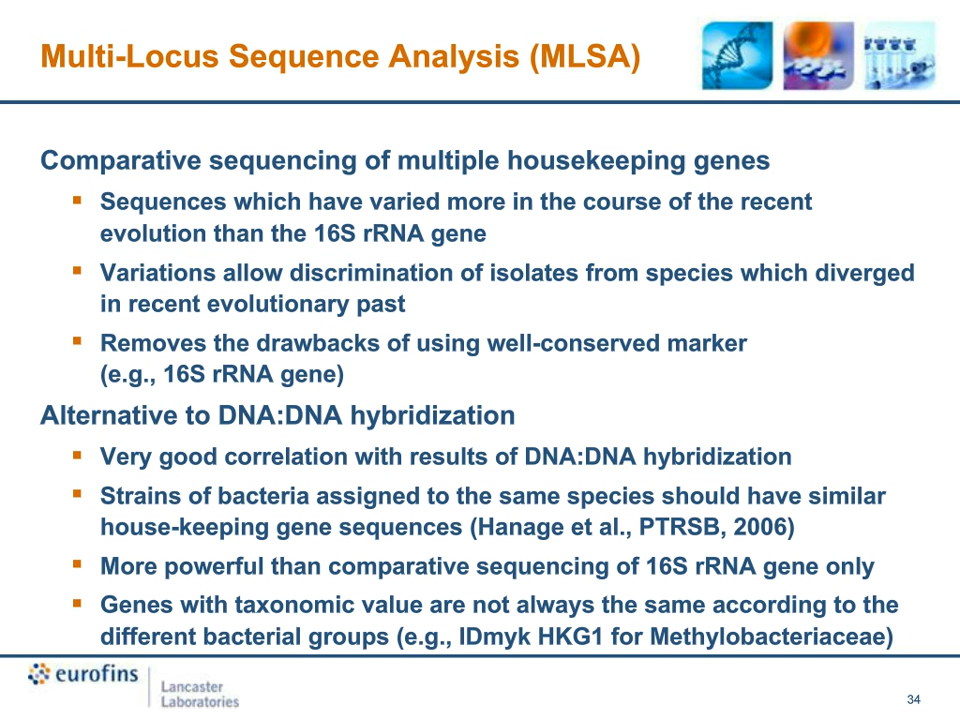 Multi-Locus Sequence Analysis (MLSA)
Comparative sequencing of multiple housekeeping genes
▪ Sequences which have varied more in the course of the recent
evolution than the 16S rRNA gene
▪ Variations allow discrimination of isolates from species which diverged
in recent evolutionary past
▪ Removes the drawbacks of using well-conserved marker
(e.g., 16S rRNA gene)
Alternative to DNA:DNA hybridization
▪ Very good correlation with results of DNA:DNA hybridization
▪ Strains of bacteria assigned to the same species should have similar
house-keeping gene sequences (Hanage et al., PTRSB, 2006)
▪ More powerful than comparative sequencing of 16S rRNA gene only
▪ Genes with taxonomic value are not always the same according to the
different bacterial groups (e.g., IDmyk HKG1 for Methylobacteriaceae)
eurofins
Lancaster
Laboratories
34